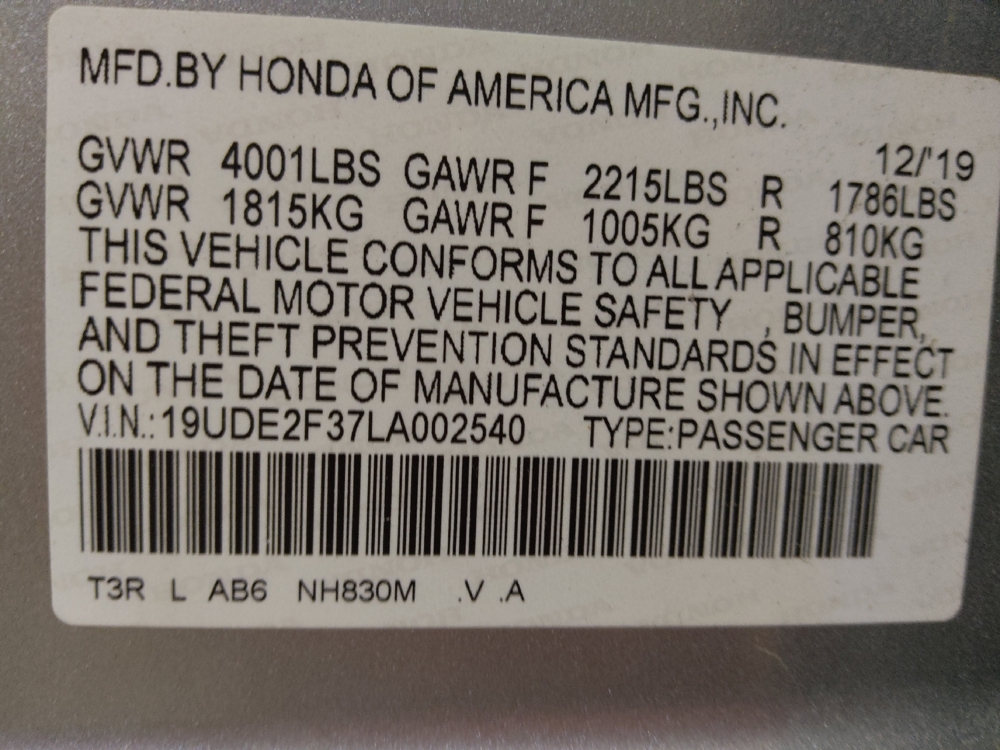 MFD.BY HONDA OF AMERICA MFG.,INC.
12/'19
GVWR 4001LBS GAWR F 2215LBS R 1786LBS
GVWR 1815KG GAWR F 1005KG R 810KG
THIS VEHICLE CONFORMS TO ALL APPLICABLE
FEDERAL MOTOR VEHICLE SAFETY , BUMPER,
AND THEFT PREVENTION STANDARDS IN EFFECT
ON THE DATE OF MANUFACTURE SHOWN ABOVE.
V.I.N.:19UDE2F37LA002540 TYPE:PASSENGER CAR
T3R L AB6 NH830M .V .A